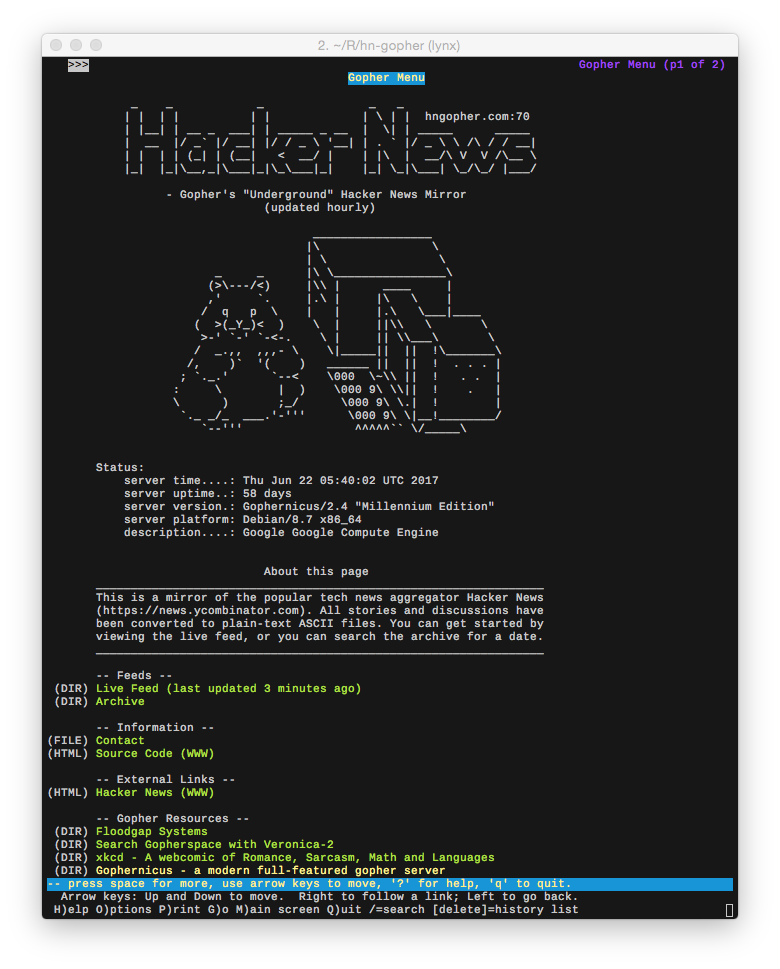 2. ~/R/hn-gopher (lynx)
>>> Gopher Menu (p1 of 2)
Gopher Menu
Hacker News
hngopher.com:70
- Gopher's "Underground" Hacker News Mirror
(updated hourly)
Status:
server time....: Thu Jun 22 05:40:02 UTC 2017
server uptime..: 58 days
server version.: Gophernicus/2.4 "Millennium Edition"
server platform: Debian/8.7 x86_64
description....: Google Google Compute Engine
About this page
This is a mirror of the popular tech news aggregator Hacker News
(https://news.ycombinator.com). All stories and discussions have
been converted to plain-text ASCII files. You can get started by
viewing the live feed, or you can search the archive for a date.
-- Feeds --
(DIR) Live Feed (last updated 3 minutes ago)
(DIR) Archive
-- Information --
(FILE) Contact
(HTML) Source Code (WWW)
-- External Links --
(HTML) Hacker News (WWW)
-- Gopher Resources --
(DIR) Floodgap Systems
(DIR) Search Gopherspace with Veronica-2
(DIR) xkcd - A webcomic of Romance, Sarcasm, Math and Languages
(DIR) Gophernicus - a modern full-featured gopher server
-- press space for more, use arrow keys to move, '?' for help, 'q' to quit.
Arrow keys: Up and Down to move.  Right to follow a link; Left to go back.
H)elp O)ptions P)rint G)o M)ain screen Q)uit /=search [delete]=history list